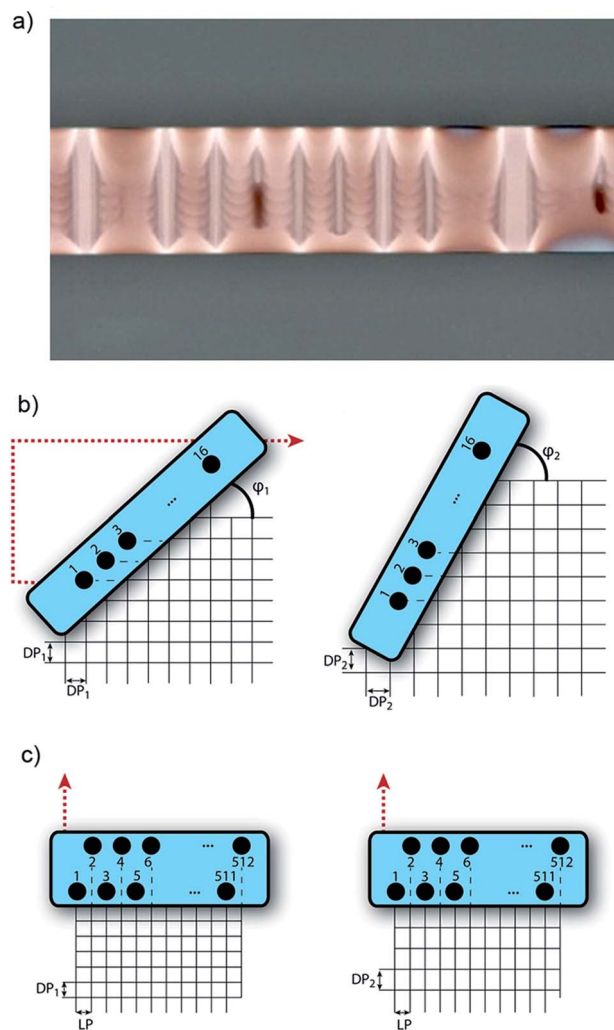 a)
b)
16
φ₁
...
3
2
1
DP₁
DP₁
16
φ₂
...
3
2
1
DP₂
DP₂
c)
2 4 6 ... 512
1 3 5 ... 511
DP₁
LP
2 4 6 ... 512
1 3 5 ... 511
DP₂
LP